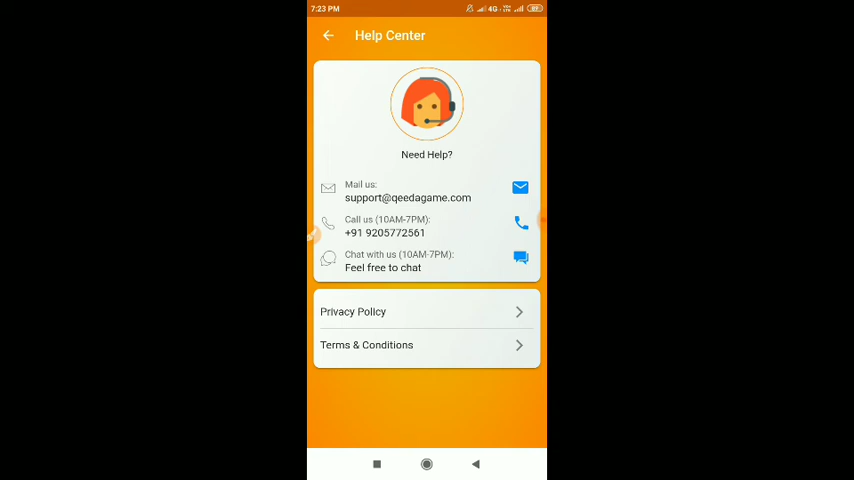 7:23 PM
4G
Help Center
Need Help?
Mail us:
support@qeedagame.com
Call us (10AM-7PM):
+91 9205772561
Chat with us (10AM-7PM):
Feel free to chat
Privacy Policy
Terms & Conditions